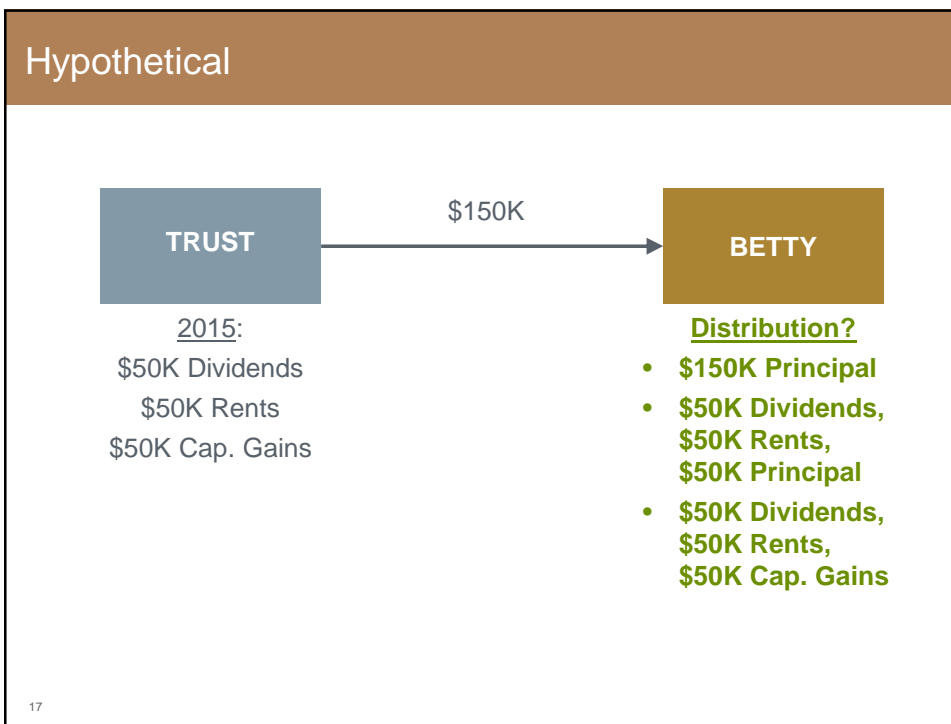 Hypothetical
$150K
TRUST
BETTY
2015:
$50K Dividends
$50K Rents
$50K Cap. Gains
Distribution?
• $150K Principal
• $50K Dividends,
$50K Rents,
$50K Principal
• $50K Dividends,
$50K Rents,
$50K Cap. Gains
17